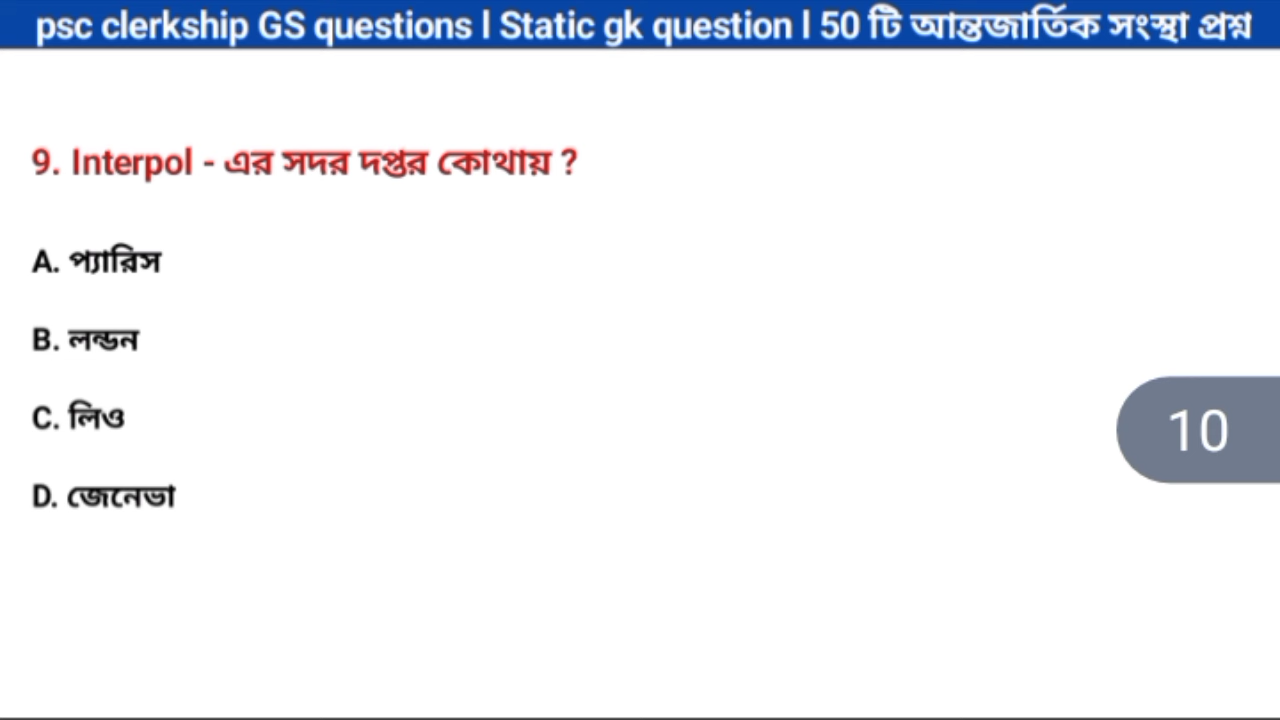 psc clerkship GS questions l Static gk question l 50 টি আন্তজার্তিক সংস্থা প্রশ্ন
9. Interpol - এর সদর দপ্তর কোথায় ?
A. প্যারিস
B. লন্ডন
C. লিও
10
D. জেনেভা